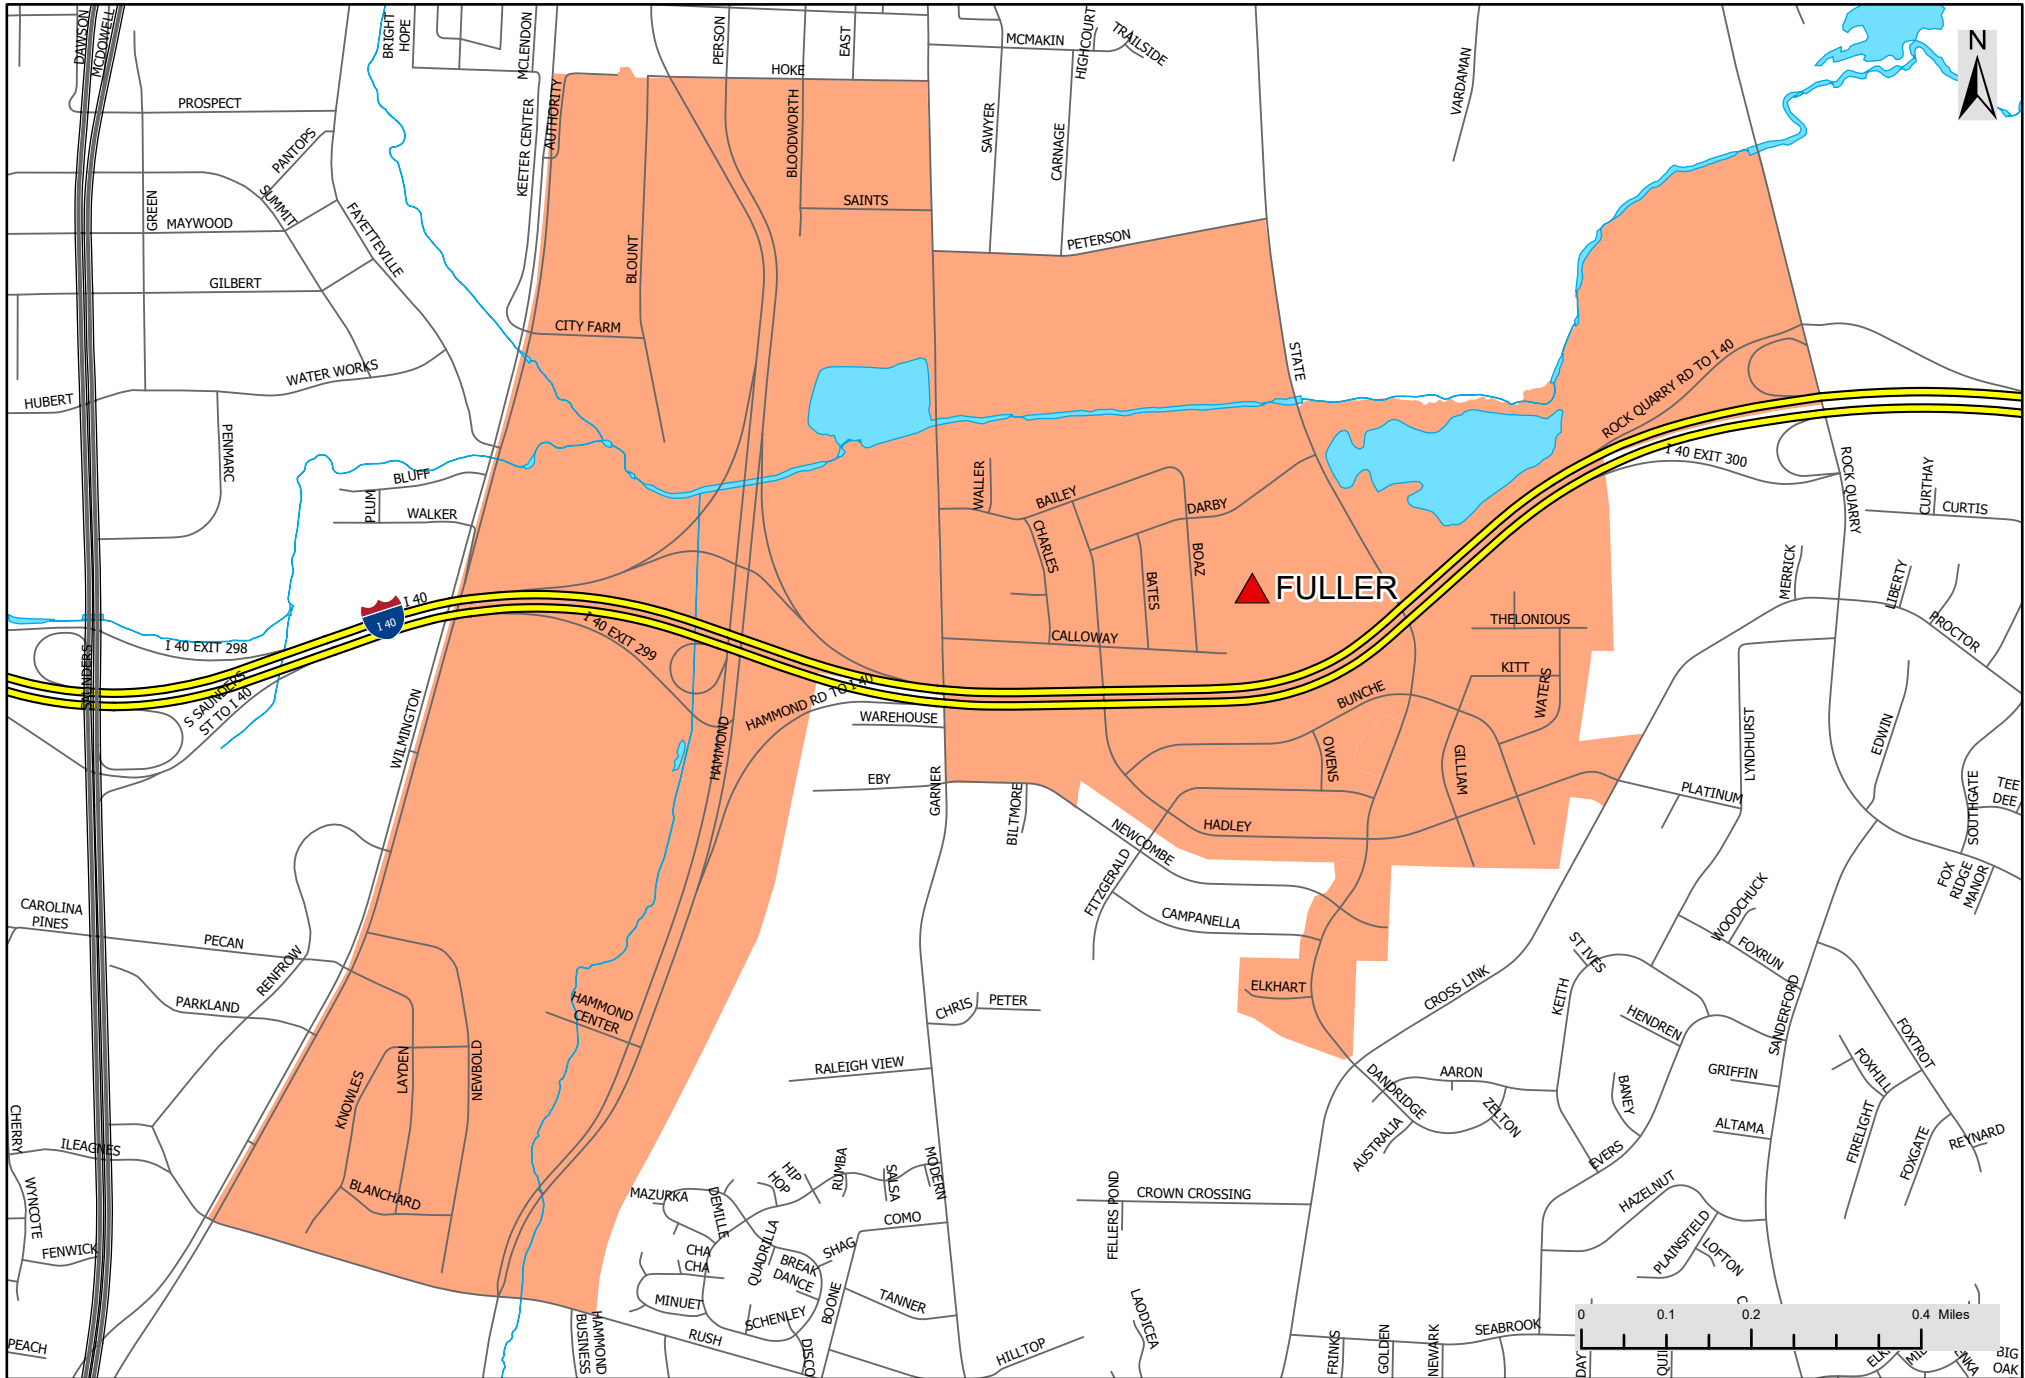 DAWSON
MCDOWELL
BRIGHT
HOPE
MCLENDON
PERSON
EAST
HIGHCOURT
TRAILSIDE
MCMAKIN
VARDAMAN
N
HOKE
PROSPECT
PANTOPS
KEETER CENTER
AUTHORITY
BLOODWORTH
SAWYER
CARNAGE
GREEN
SUMMIT
MAYWOOD
FAYETTEVILLE
SAINTS
PETERSON
BLOUNT
GILBERT
CITY FARM
STATE
ROCK QUARRY RD TO I 40
WATER WORKS
HUBERT
PENMARC
BLUFF
PLUM
WALKER
WALLER
BAILEY
DARBY
CHARLES
BATES
BOAZ
I 40 EXIT 300
ROCK QUARRY
CURTHAY
CURTIS
MERRICK
LIBERTY
PROCTOR
FULLER
I 40
I 40
I 40 EXIT 298
I 40 EXIT 299
CALLOWAY
THELONIOUS
KITT
WATERS
SAUNDERS
S SAUNDERS
ST TO I 40
WILMINGTON
HAMMOND
HAMMOND RD TO I 40
WAREHOUSE
BUNCHE
OWENS
GILLIAM
LYNDHURST
EDWIN
EBY
GARNER
BILTMORE
NEWCOMBE
HADLEY
PLATINUM
SOUTHGATE
TEE
DEE
FITZGERALD
CAMPANELLA
WOODCHUCK
FOX
RIDGE
MANOR
CAROLINA
PINES
PECAN
RENFROW
PARKLAND
ST IVES
FOXRUN
KEITH
CROSS LINK
ELKHART
HAMMOND
CENTER
CHRIS
PETER
HENDREN
SANDERFORD
FOXTROT
KNOWLES
LAYDEN
NEWBOLD
RALEIGH VIEW
DANDRIDGE
AARON
BANEY
GRIFFIN
FOXHILL
CHERRY
ILEAGNES
AUSTRALIA
ZELTON
EVERS
ALTAMA
FIRELIGHT
FOXGATE
REYNARD
WYNCOTE
BLANCHARD
MAZURKA
DEMILLE
HIP
HOP
RUMBA
SALSA
MODERN
FELLERS POND
CROWN CROSSING
HAZELNUT
FENWICK
CHA
CHA
QUADRILLA
BREAK
DANCE
SHAG
COMO
PLAINSFIELD
LOFTON
MINUET
SCHENLEY
BOONE
TANNER
LAODICEA
PEACH
HAMMOND
BUSINESS
RUSH
DISCO
HILLTOP
FRINKS
GOLDEN
NEWARK
SEABROOK
DAY
BIG
OAK
0 0.1 0.2 0.4 Miles